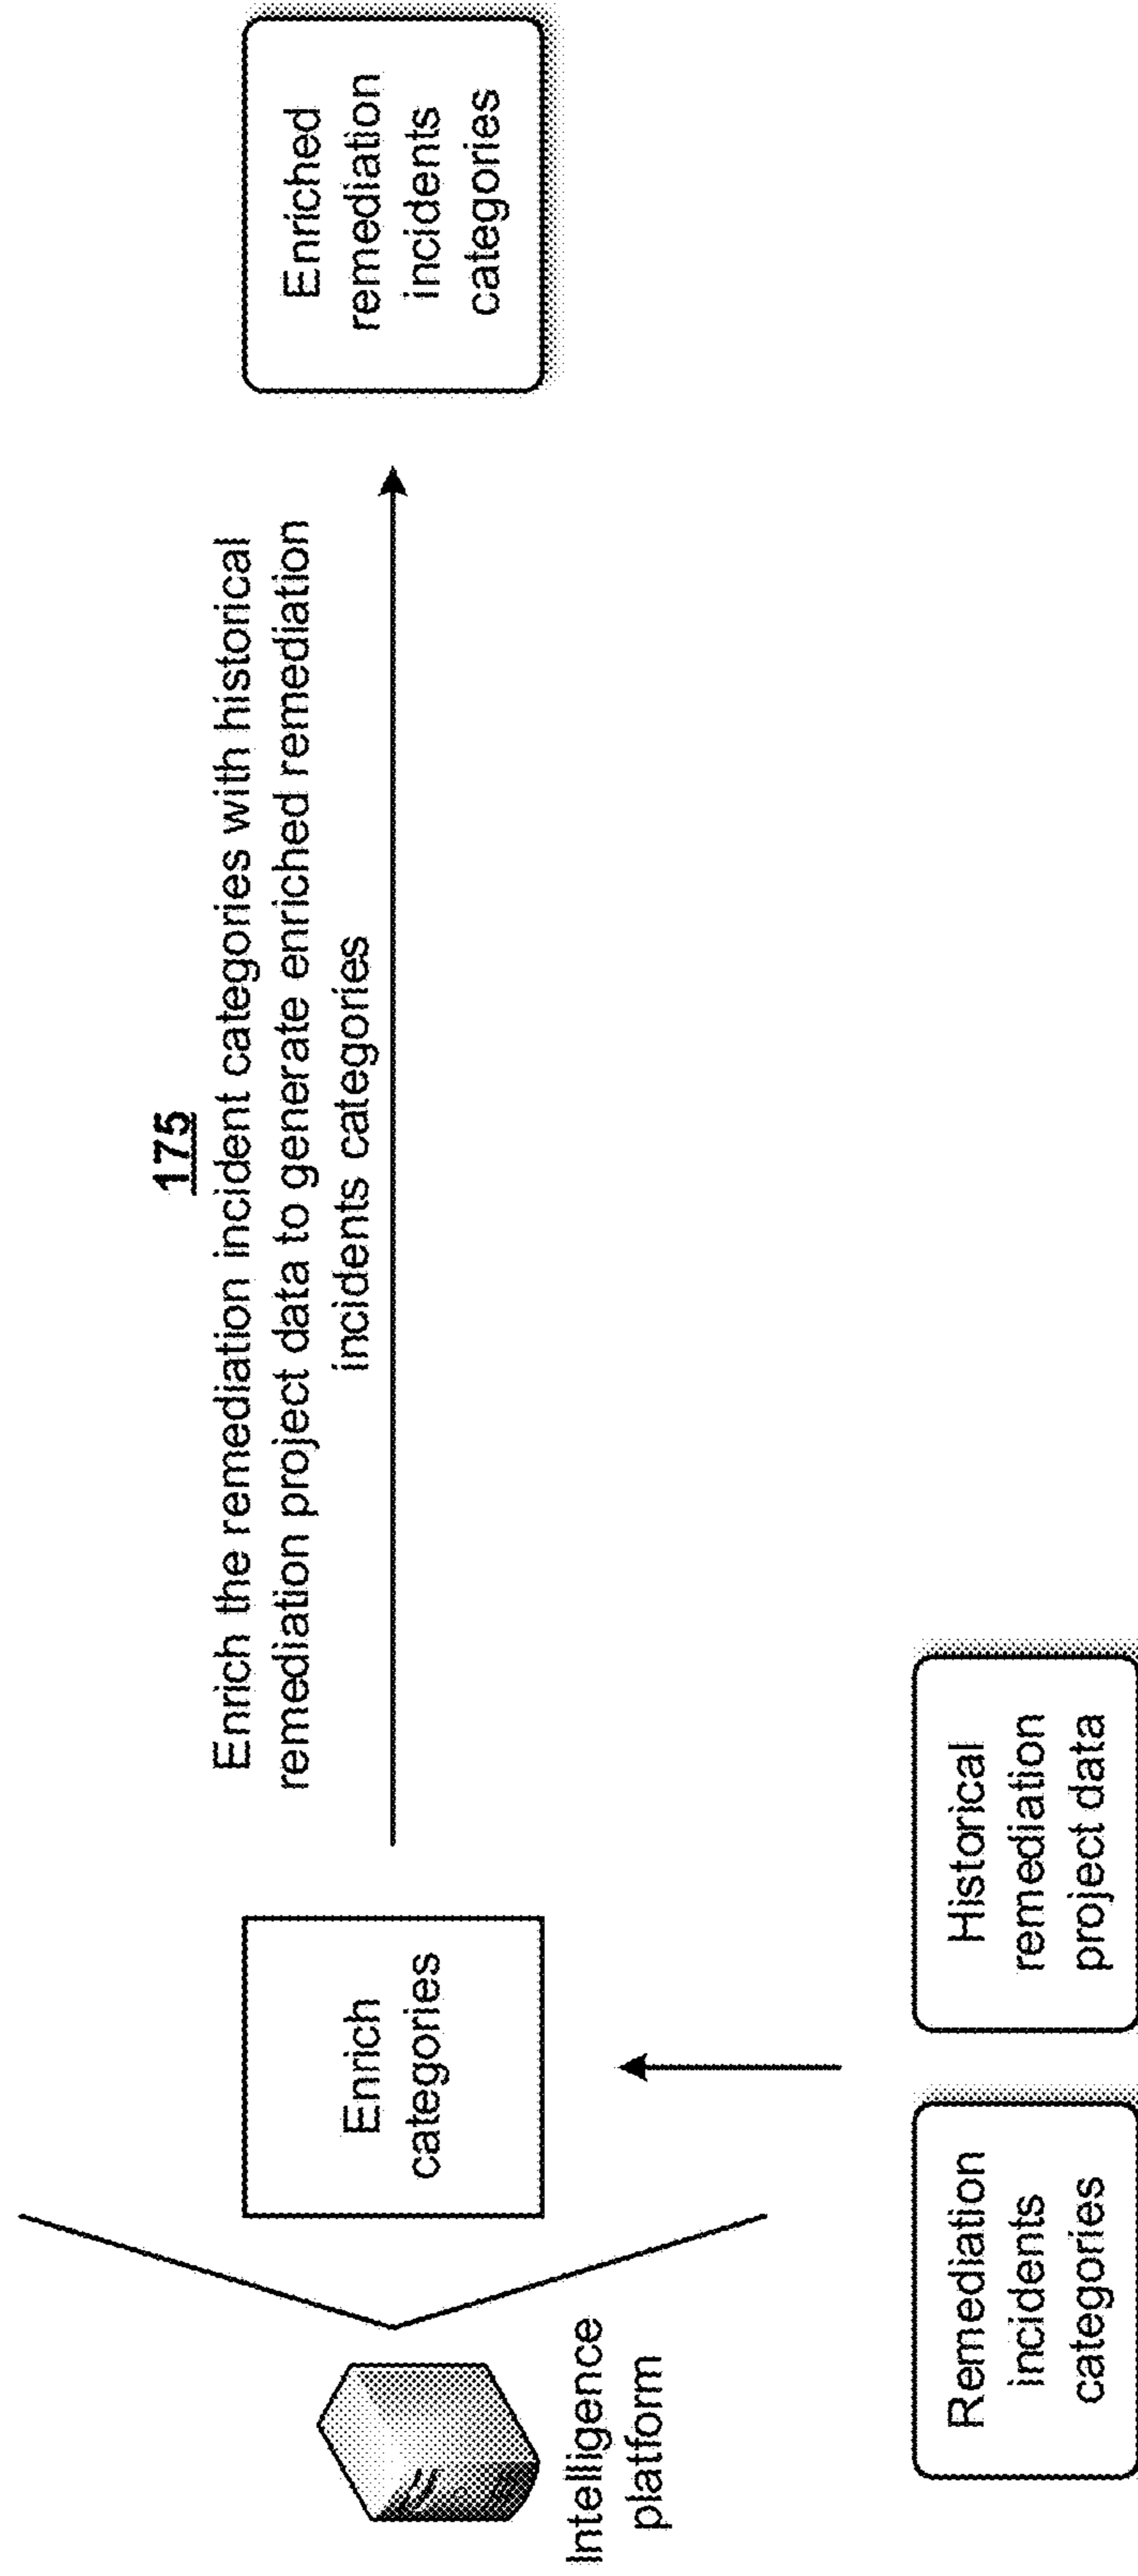 175
Enrich the remediation incident categories with historical
remediation project data to generate enriched remediation
incidents categories
Intelligence
platform
Enrich
categories
Enriched
remediation
incidents
categories
Remediation
incidents
categories
Historical
remediation
project data